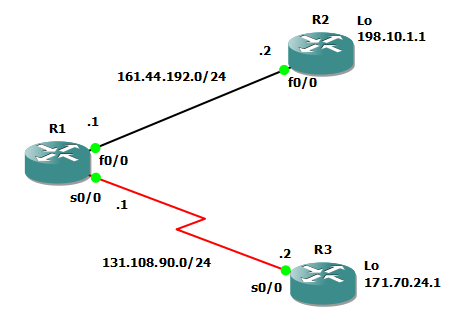 R2
Lo
198.10.1.1
.2
f0/0
161.44.192.0/24
R1
.1
f0/0
s0/0
.1
131.108.90.0/24
.2
R3
s0/0
Lo
171.70.24.1